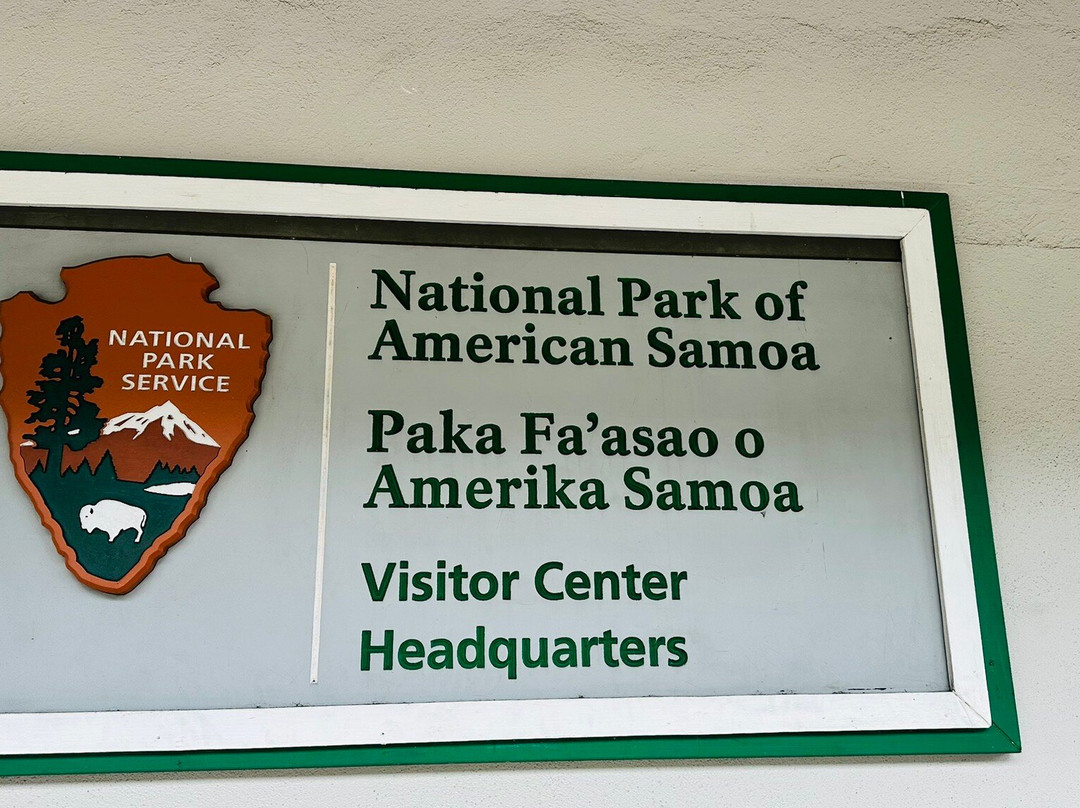 NATIONAL
PARK
SERVICE
National Park of
American Samoa
Paka Fa’asao o
Amerika Samoa
Visitor Center
Headquarters